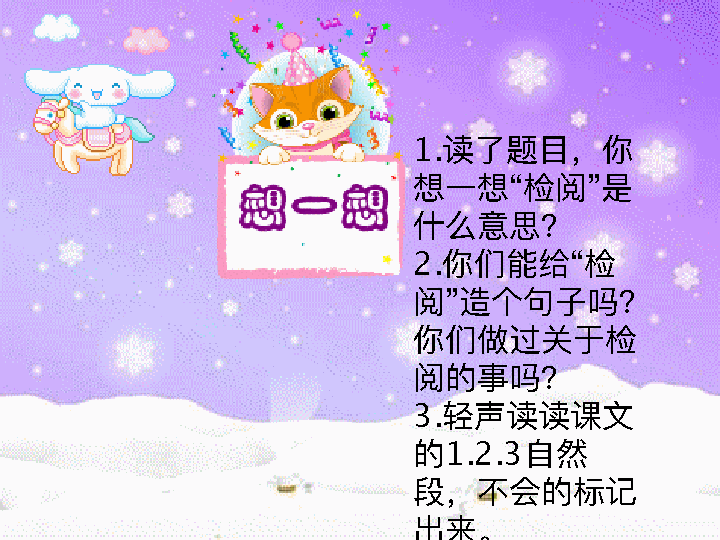 想一想
1.读了题目，你
想一想“检阅”是
什么意思？
2.你们能给“检
阅”造个句子吗？
你们做过关于检
阅的事吗？
3.轻声读读课文
的1.2.3自然
段，不会的标记
出来。